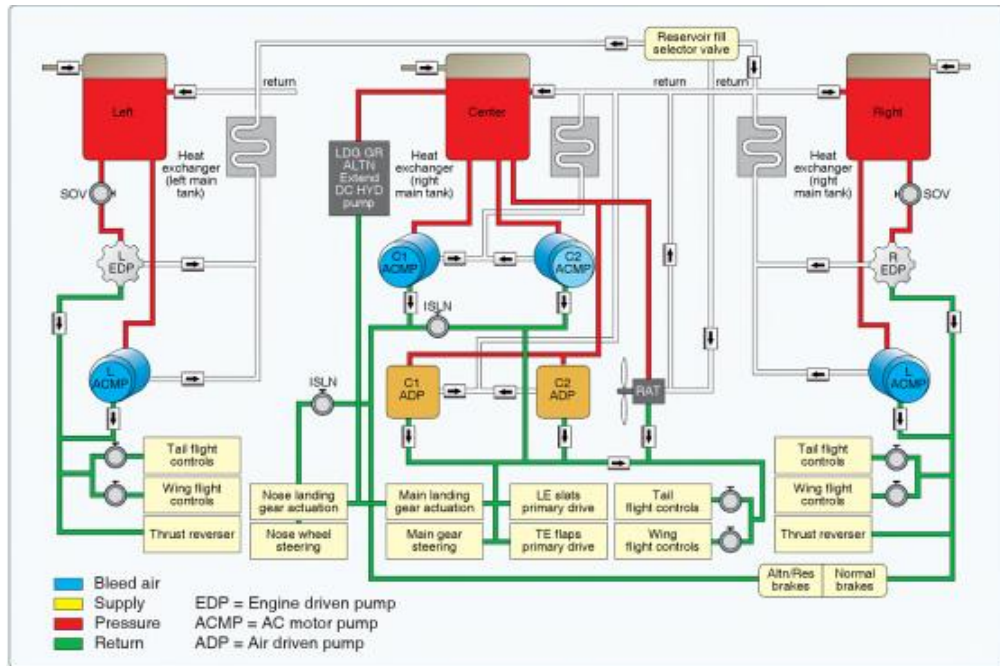 Reservoir fill
selector valve
return
return
return
Left
Center
Right
Heat
exchanger
(left main
tank)
LDG GR
ALTN
Extend
DC HYD
pump
Heat
exchanger
(right
main tank)
Heat
exchanger
(right
main tank)
SOV
SOV
L
EDP
R
EDP
C1
ACMP
C2
ACMP
ISLN
L
ACMP
ISLN
C1
ADP
C2
ADP
RAT
L
ACMP
Tail flight
controls
Wing flight
controls
Thrust reverser
Nose landing
gear actuation
Nose wheel
steering
Main landing
gear actuation
Main gear
steering
LE slats
primary drive
TE flaps
primary drive
Tail
flight controls
Wing
flight controls
Tail flight
controls
Wing flight
controls
Thrust reverser
Altn/Res
brakes
Normal
brakes
Bleed air
Supply
Pressure
Return
EDP = Engine driven pump
ACMP = AC motor pump
ADP = Air driven pump